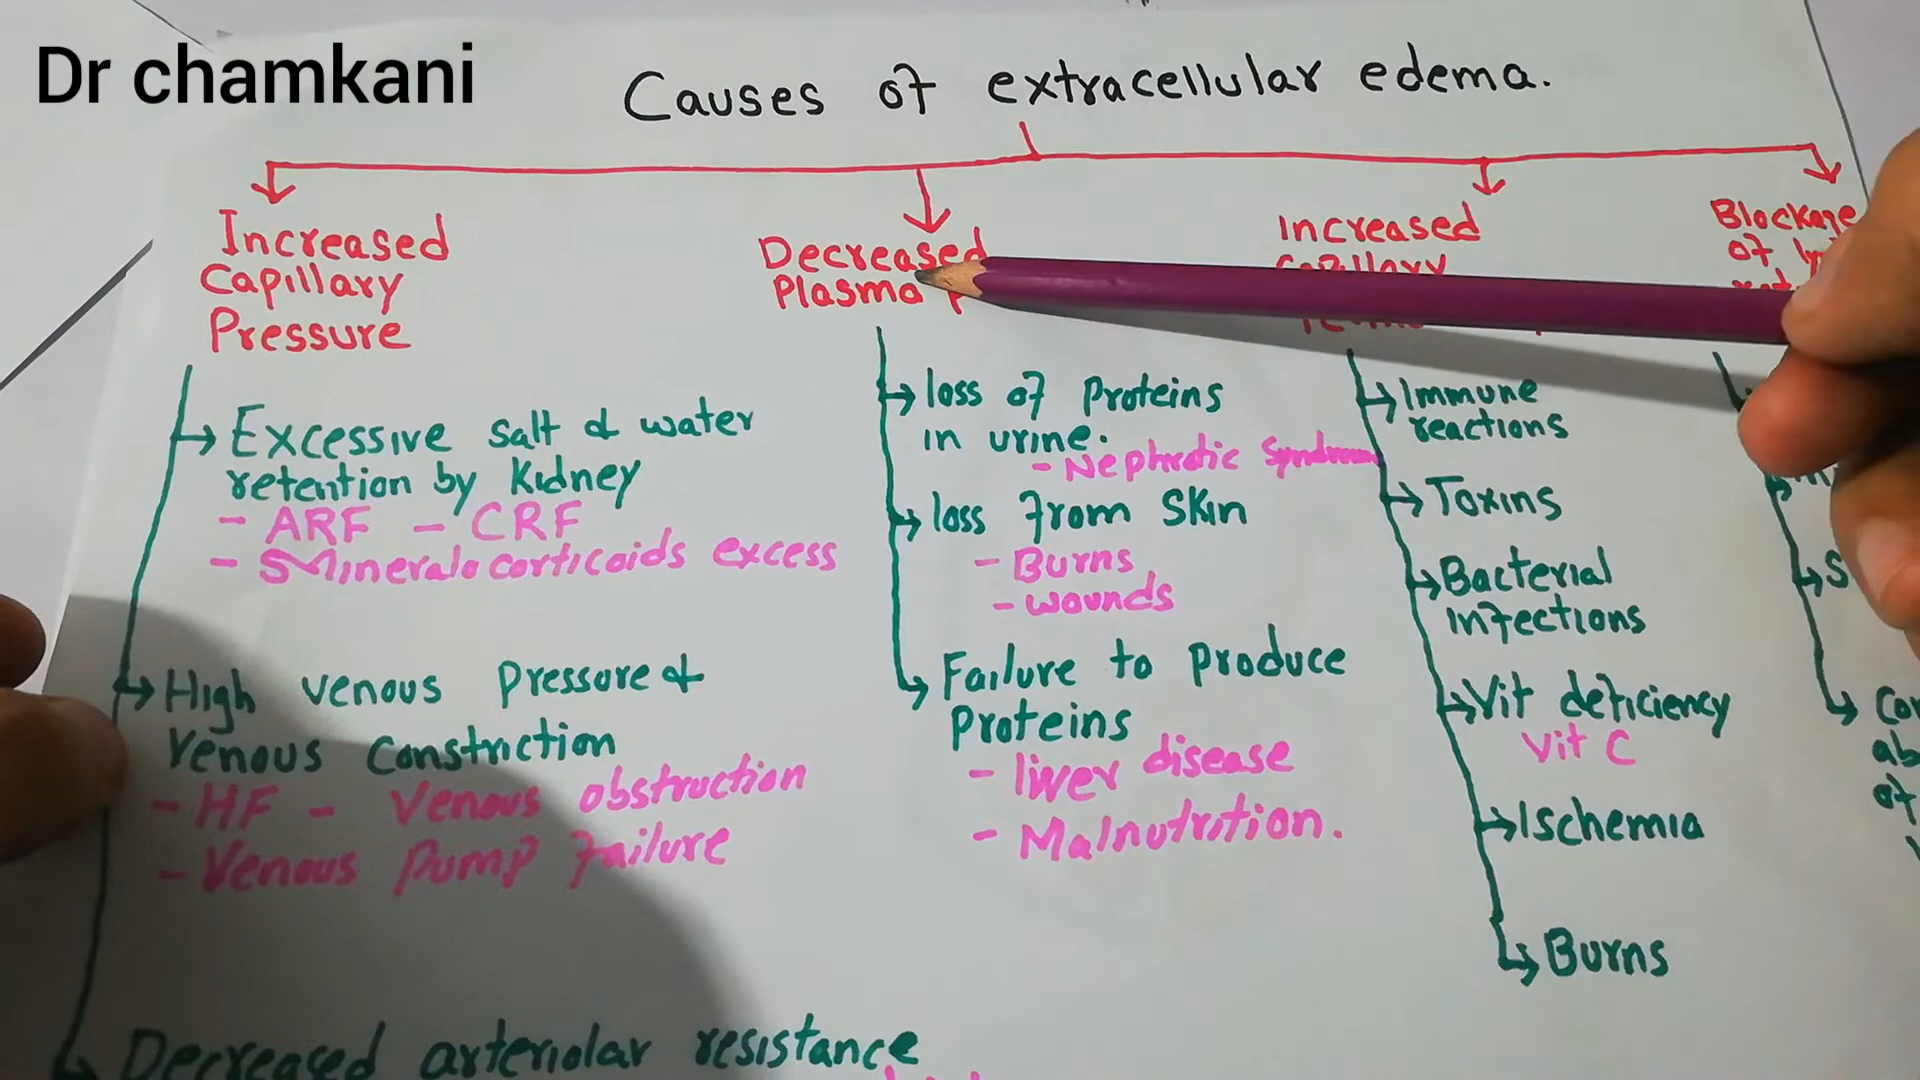 Dr chamkani
Causes of extracellular edema.
Increased
Capillary
Pressure
Excessive salt & water
retention by Kidney
- ARF - CRF
- Mineralocorticoids excess
High venous pressure &
Venous constriction
- HF - Venous obstruction
- Venous pump failure
Decreased arteriolar resistance
Decreased
Plasma
loss of proteins
in urine.
- Nephrotic Syndrome
loss from skin
- Burns
- wounds
Failure to produce
proteins
- liver disease
- Malnutrition.
Increased
Capillary
Immune
reactions
Toxins
Bacterial
infections
Vit deficiency
Vit C
Ischemia
Burns
Blockage
of